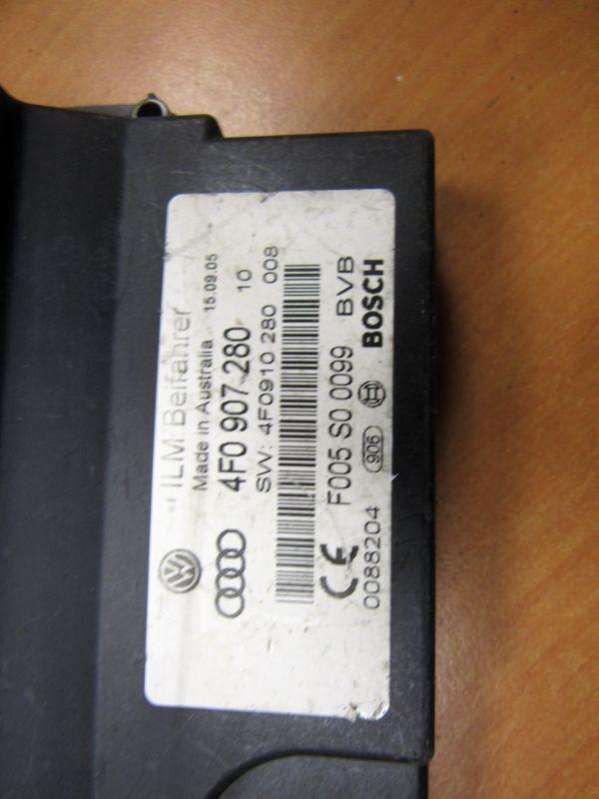 ILM Beifahrer
Made in Australia 15.09.05
4F0 907 280 10
SW: 4F0910 280 008
F005 S0 0099 BVB
0088204 906 BOSCH